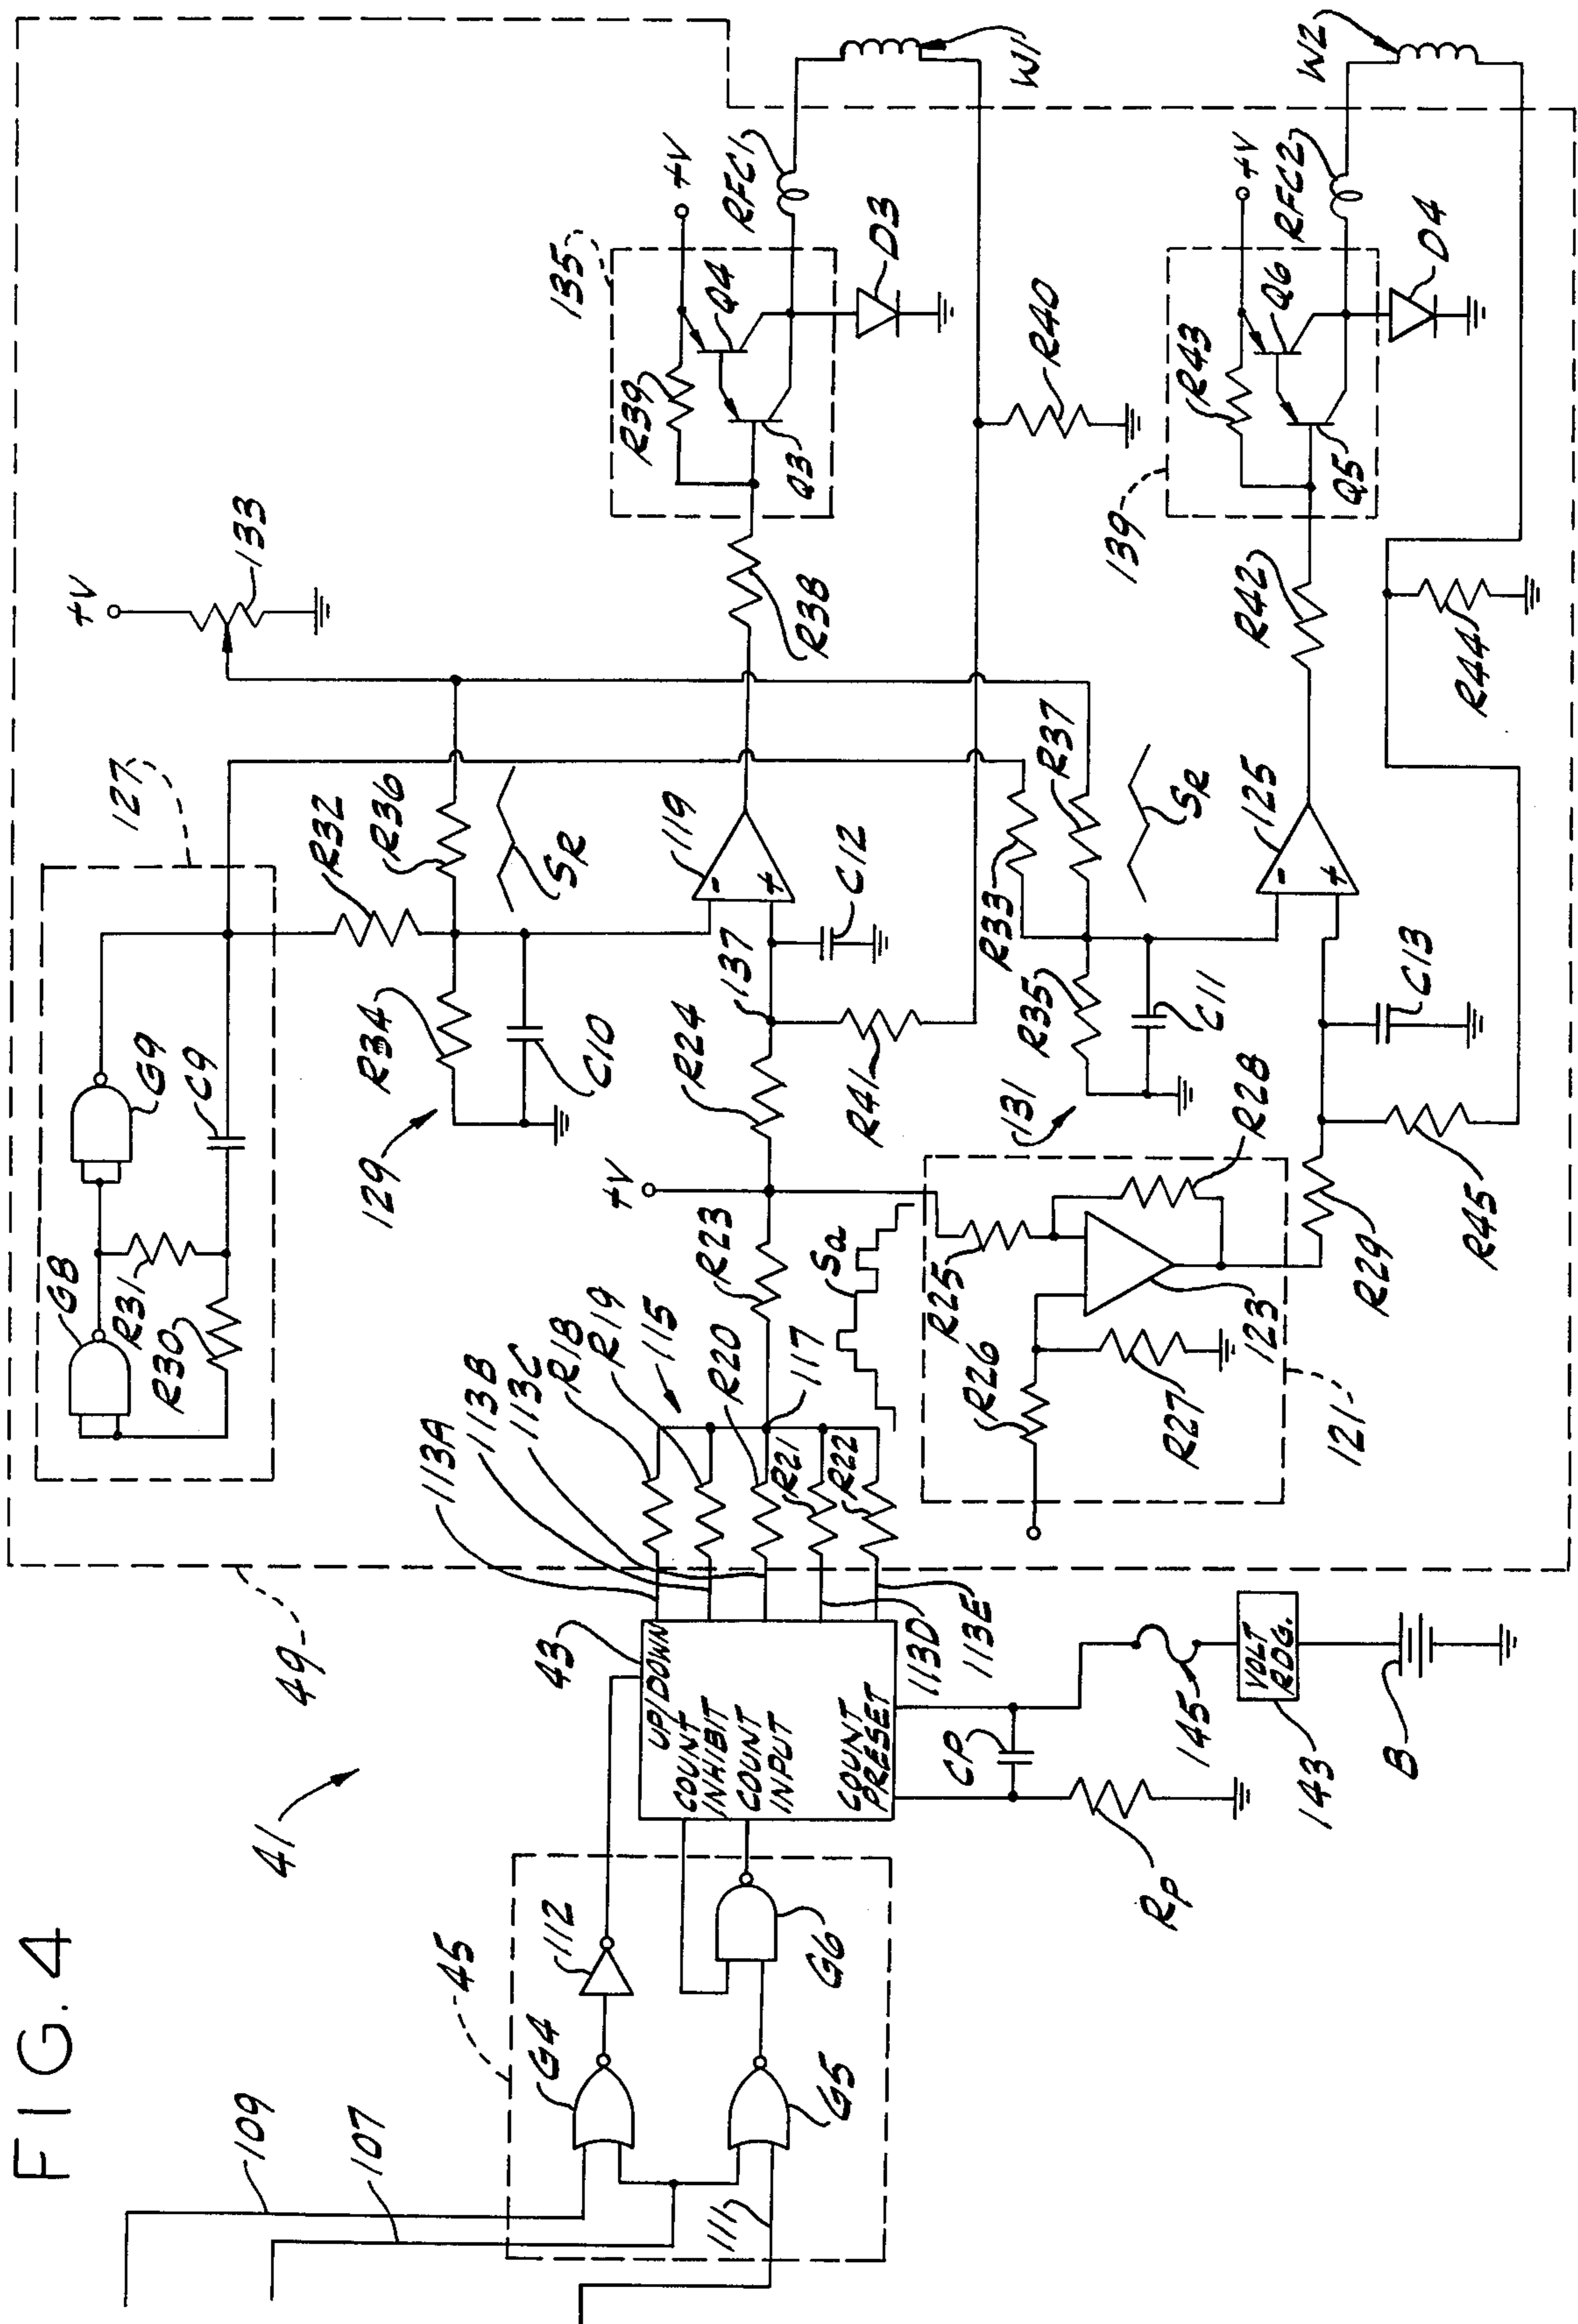 FIG. 4
41
109
107
111
45
G4
112
G5
G6
49
43
UP/DOWN
COUNT
INHIBIT
COUNT
INPUT
COUNT
PRESET
113A
113B
113C
113D
113E
R18
R19
115
R20
R21
R22
117
R23
Sa
+V
CP
RP
145
VOLT
RDG.
143
B
127
G8
G9
R31
R30
C9
129
R34
C10
R32
R36
SR
+V
133
R24
137
119
C12
R41
R38
135
R39
Q3
Q4
+V
RFC1
D3
W1
R40
121
R26
R27
R25
123
R28
R29
131
R35
C11
R33
R37
SR
125
C13
R45
R42
R44
139
R43
Q5
Q6
+V
RFC2
D4
W2